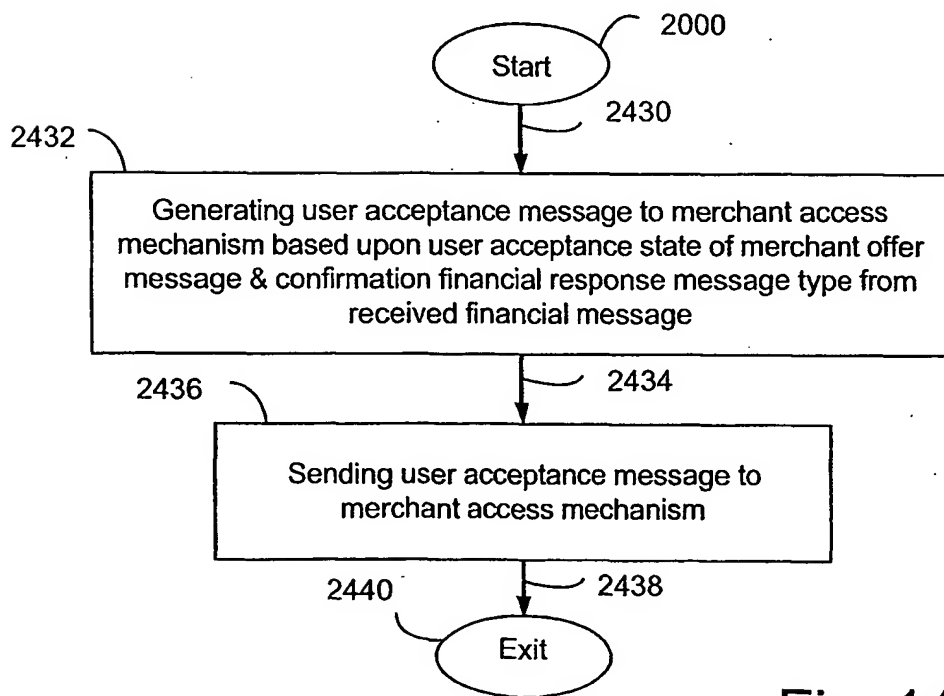 2000
Start
2430
2432
Generating user acceptance message to merchant access
mechanism based upon user acceptance state of merchant offer
message & confirmation financial response message type from
received financial message
2434
2436
Sending user acceptance message to
merchant access mechanism
2438
2440
Exit